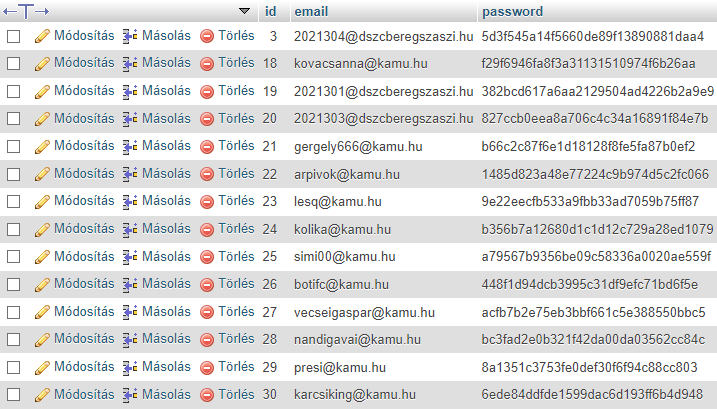 id email password
Módosítás Másolás Törlés 3 2021304@dszcberegszaszi.hu 5d3f545a14f5660de89f13890881daa4
Módosítás Másolás Törlés 18 kovacsanna@kamu.hu f29f6946fa8f3a31131510974f6b26aa
Módosítás Másolás Törlés 19 2021301@dszcberegszaszi.hu 382bcd617a6aa2129504ad4226b2a9e9
Módosítás Másolás Törlés 20 2021303@dszcberegszaszi.hu 827ccb0eea8a706c4c34a16891f84e7b
Módosítás Másolás Törlés 21 gergely666@kamu.hu b66c2c87f6e1d18128f8fe5fa87b0ef2
Módosítás Másolás Törlés 22 arpivok@kamu.hu 1485d823a48e77224c9b974d5c2fc066
Módosítás Másolás Törlés 23 lesq@kamu.hu 9e22eecfb533a9fbb33ad7059b75ff87
Módosítás Másolás Törlés 24 kolika@kamu.hu b356b7a12680d1c1d12c729a28ed1079
Módosítás Másolás Törlés 25 simi00@kamu.hu a79567b9356be09c58336a0020ae559f
Módosítás Másolás Törlés 26 botifc@kamu.hu 448f1d94dcb3995c31df9efc71bd6f5e
Módosítás Másolás Törlés 27 vecseigaspar@kamu.hu acfb7b2e75eb3bbf661c5e388550bbc5
Módosítás Másolás Törlés 28 nandigavai@kamu.hu bc3fad2e0b321f42da00da03562cc84c
Módosítás Másolás Törlés 29 presi@kamu.hu 8a1351c3753fe0def30f6f94c88cc803
Módosítás Másolás Törlés 30 karcsiking@kamu.hu 6ede84ddfde1599dac6d193ff6b4d948